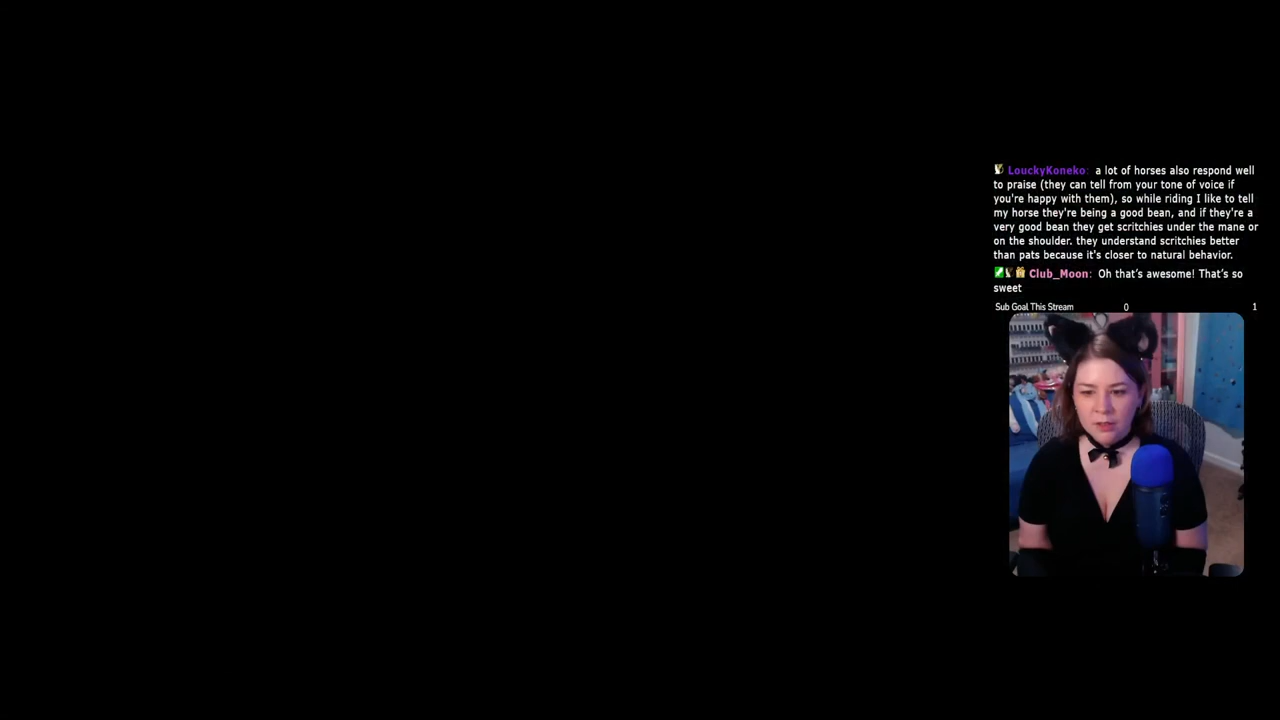 LouckyKoneko: a lot of horses also respond well
to praise (they can tell from your tone of voice if
you're happy with them), so while riding I like to tell
my horse they're being a good bean, and if they're a
very good bean they get scritchies under the mane or
on the shoulder. they understand scritchies better
than pats because it's closer to natural behavior.
Club_Moon: Oh that’s awesome! That’s so
sweet
Sub Goal This Stream 0 1